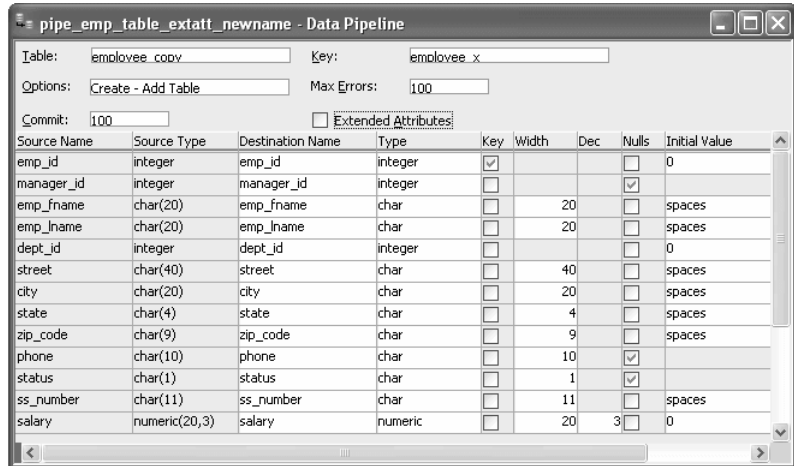 pipe_emp_table_extatt_newname - Data Pipeline
Table: employee_copy Key: employee_x
Options: Create - Add Table Max Errors: 100
Commit: 100 Extended Attributes
Source Name Source Type Destination Name Type Key Width Dec Nulls Initial Value
emp_id integer emp_id integer 0
manager_id integer manager_id integer
emp_fname char(20) emp_fname char 20 spaces
emp_lname char(20) emp_lname char 20 spaces
dept_id integer dept_id integer 0
street char(40) street char 40 spaces
city char(20) city char 20 spaces
state char(4) state char 4 spaces
zip_code char(9) zip_code char 9 spaces
phone char(10) phone char 10
status char(1) status char 1
ss_number char(11) ss_number char 11 spaces
salary numeric(20,3) salary numeric 20 3 0